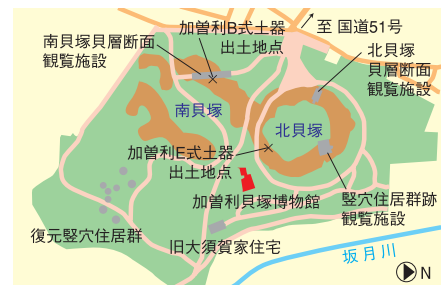 加曽利B式土器
出土地点
至 国道51号
南貝塚貝層断面
観覧施設
北貝塚
貝層断面
観覧施設
南貝塚
北貝塚
加曽利E式土器
出土地点
加曽利貝塚博物館
竪穴住居群跡
観覧施設
復元竪穴住居群
旧大須賀家住宅
坂月川
N